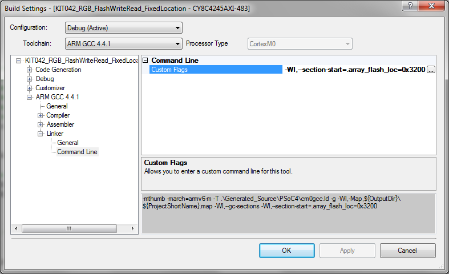 Build Settings - [KIT042_RGB_FlashWriteRead_FixedLocation - CY8C4245AXI-483]
Configuration: Debug (Active)
Toolchain: ARM GCC 4.4.1 Processor Type CortexM0
KIT042_RGB_FlashWriteRead_FixedLoca
Code Generation
Debug
Customizer
ARM GCC 4.4.1
General
Compiler
Assembler
Linker
General
Command Line
Command Line
Custom Flags -Wl,--section-start=.array_flash_loc=0x3200 ...
Custom Flags
Allows you to enter a custom command line for this tool.
-mthumb -march=armv6-m -T .\Generated_Source\PSoC4\cm0gcc.ld -g -Wl,-Map,${OutputDir}\
${ProjectShortName}.map -Wl,--gc-sections -Wl,--section-start=.array_flash_loc=0x3200
OK Apply Cancel